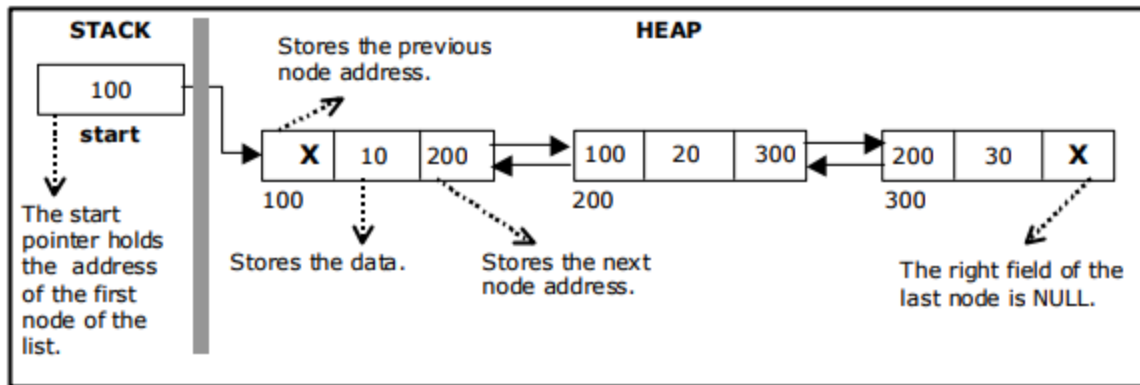 STACK
HEAP
Stores the previous
node address.
100
start
X 10 200
100 20 300
200 30 X
100
200
300
The start
pointer holds
the address
of the first
node of the
list.
Stores the data.
Stores the next
node address.
The right field of the
last node is NULL.